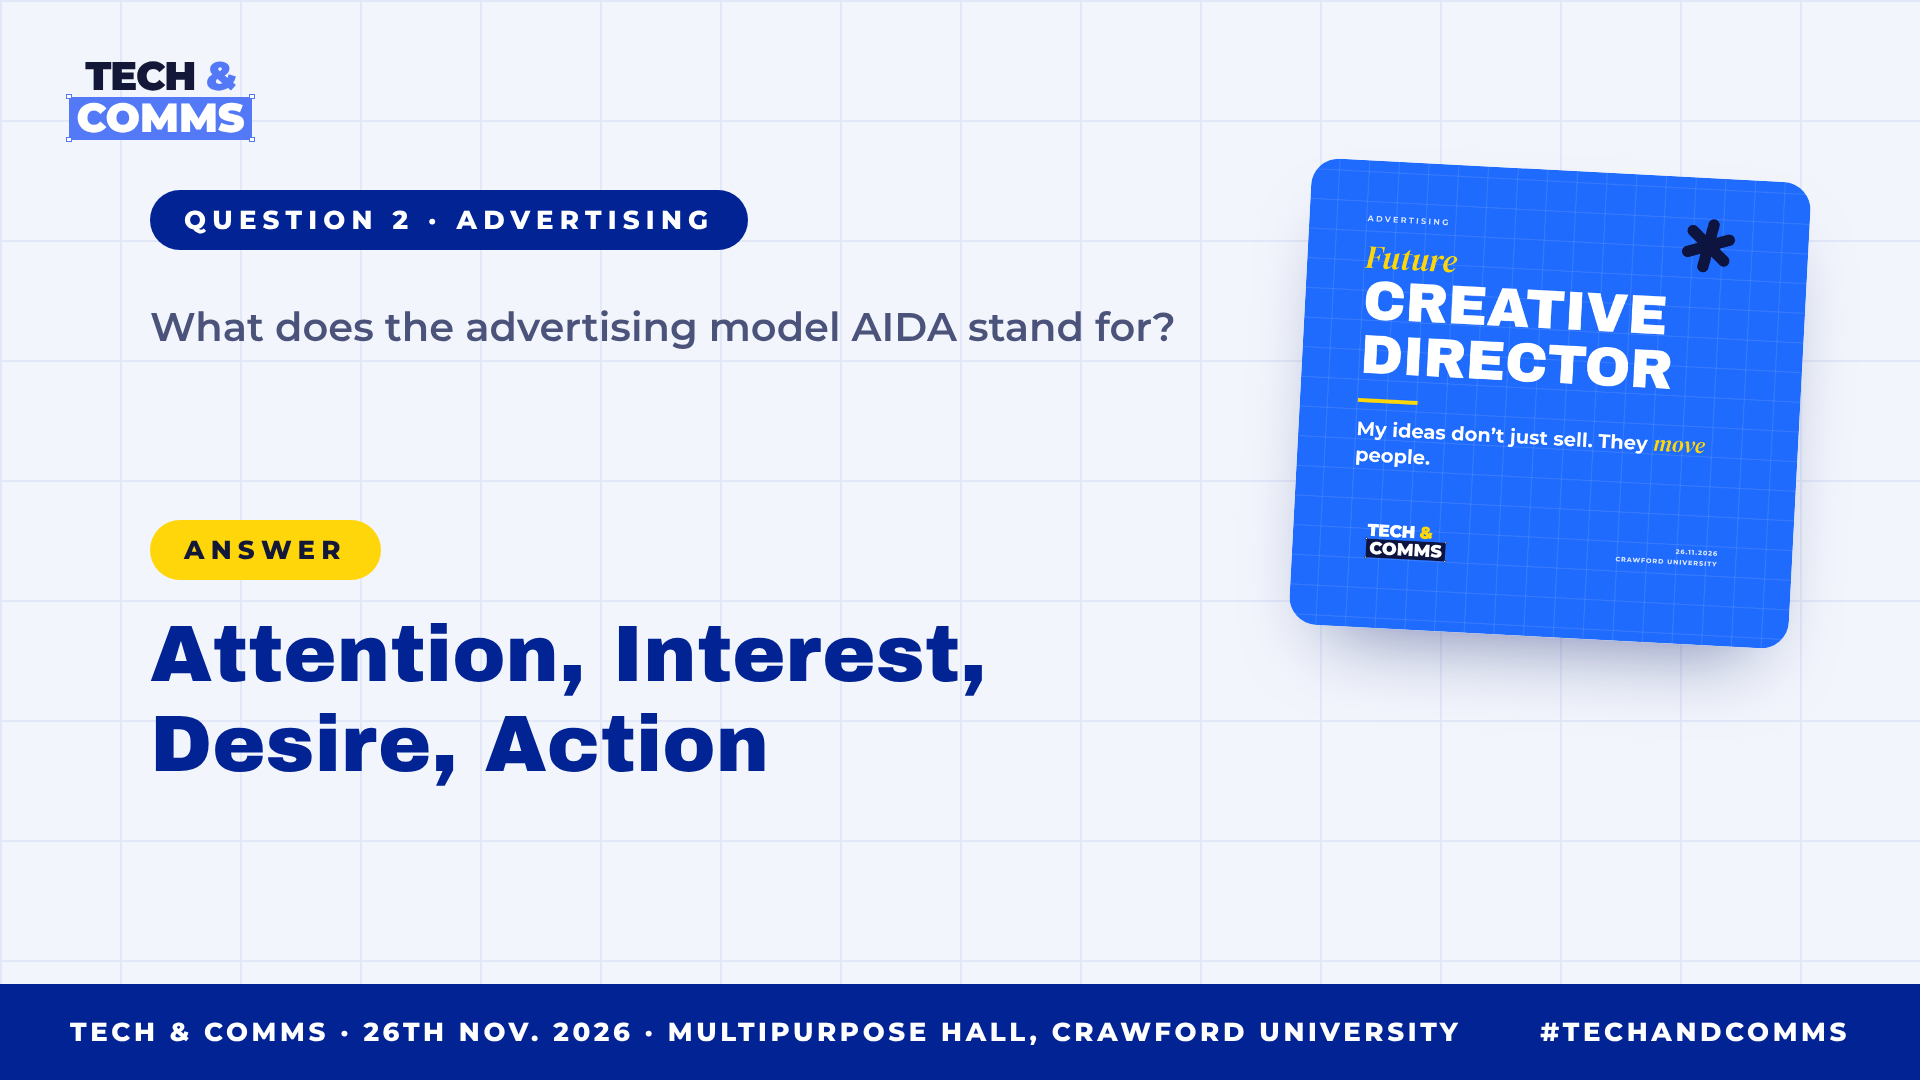 TECH &
COMMS
QUESTION 2 · ADVERTISING
What does the advertising model AIDA stand for?
ANSWER
Attention, Interest,
Desire, Action
ADVERTISING
Future
CREATIVE
DIRECTOR
My ideas don’t just sell. They move
people.
TECH &
COMMS
26.11.2026
CRAWFORD UNIVERSITY
TECH & COMMS · 26TH NOV. 2026 · MULTIPURPOSE HALL, CRAWFORD UNIVERSITY
#TECHANDCOMMS